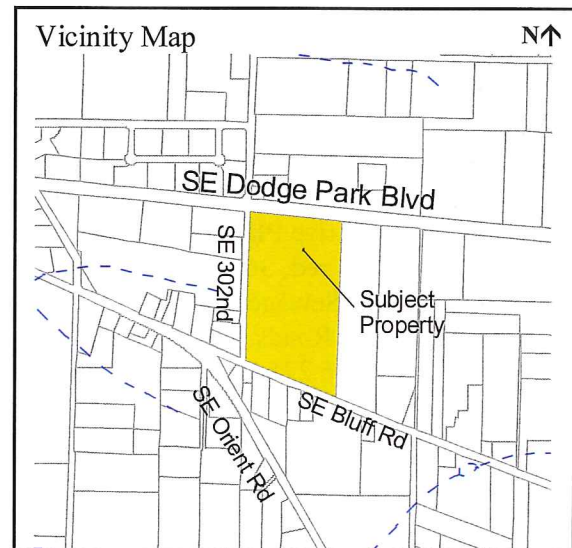 Vicinity Map
N
SE Dodge Park Blvd
SE 302nd
Subject
Property
SE Bluff Rd
SE Orient Rd